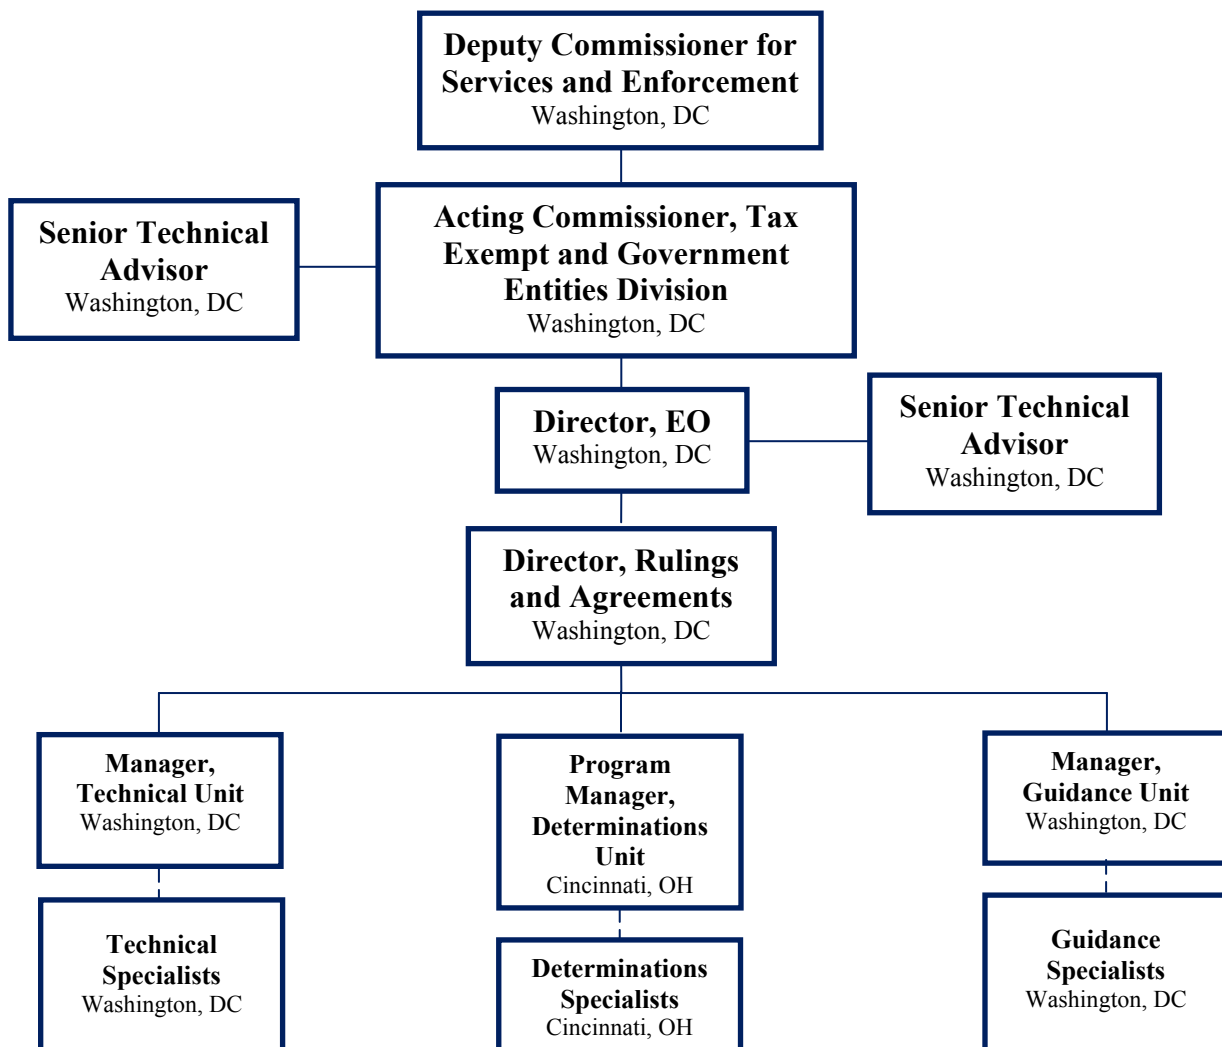 Deputy Commissioner for
Services and Enforcement
Washington, DC
Senior Technical
Advisor
Washington, DC
Acting Commissioner, Tax
Exempt and Government
Entities Division
Washington, DC
Director, EO
Washington, DC
Senior Technical
Advisor
Washington, DC
Director, Rulings
and Agreements
Washington, DC
Manager,
Technical Unit
Washington, DC
Program
Manager,
Determinations
Unit
Cincinnati, OH
Manager,
Guidance Unit
Washington, DC
Technical
Specialists
Washington, DC
Determinations
Specialists
Cincinnati, OH
Guidance
Specialists
Washington, DC